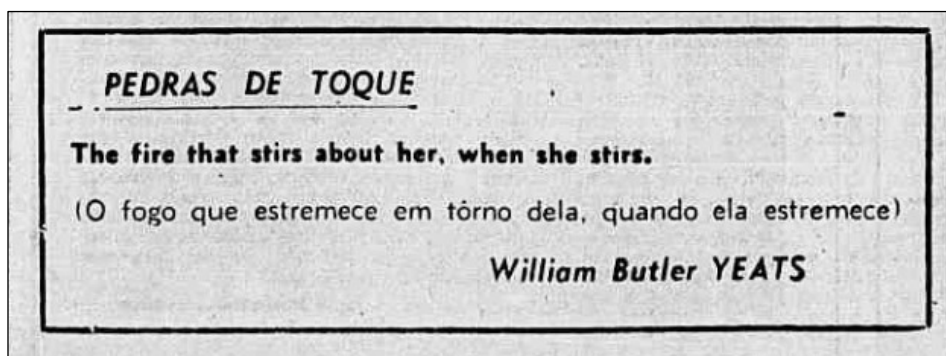 PEDRAS DE TOQUE
The fire that stirs about her, when she stirs.
(O fogo que estremece em tôrno dela, quando ela estremece)
William Butler YEATS